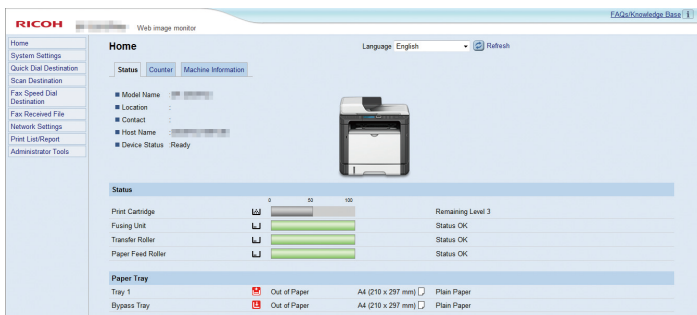 FAQs/Knowledge Base
RICOH
Web image monitor
Home
System Settings
Quick Dial Destination
Scan Destination
Fax Speed Dial
Destination
Fax Received File
Network Settings
Print List/Report
Administrator Tools
Home
Language English
Refresh
Status Counter Machine Information
Model Name :
Location :
Contact :
Host Name :
Device Status :Ready
Status
0 50 100
Print Cartridge Remaining Level 3
Fusing Unit Status OK
Transfer Roller Status OK
Paper Feed Roller Status OK
Paper Tray
Tray 1 Out of Paper A4 (210 x 297 mm) Plain Paper
Bypass Tray Out of Paper A4 (210 x 297 mm) Plain Paper